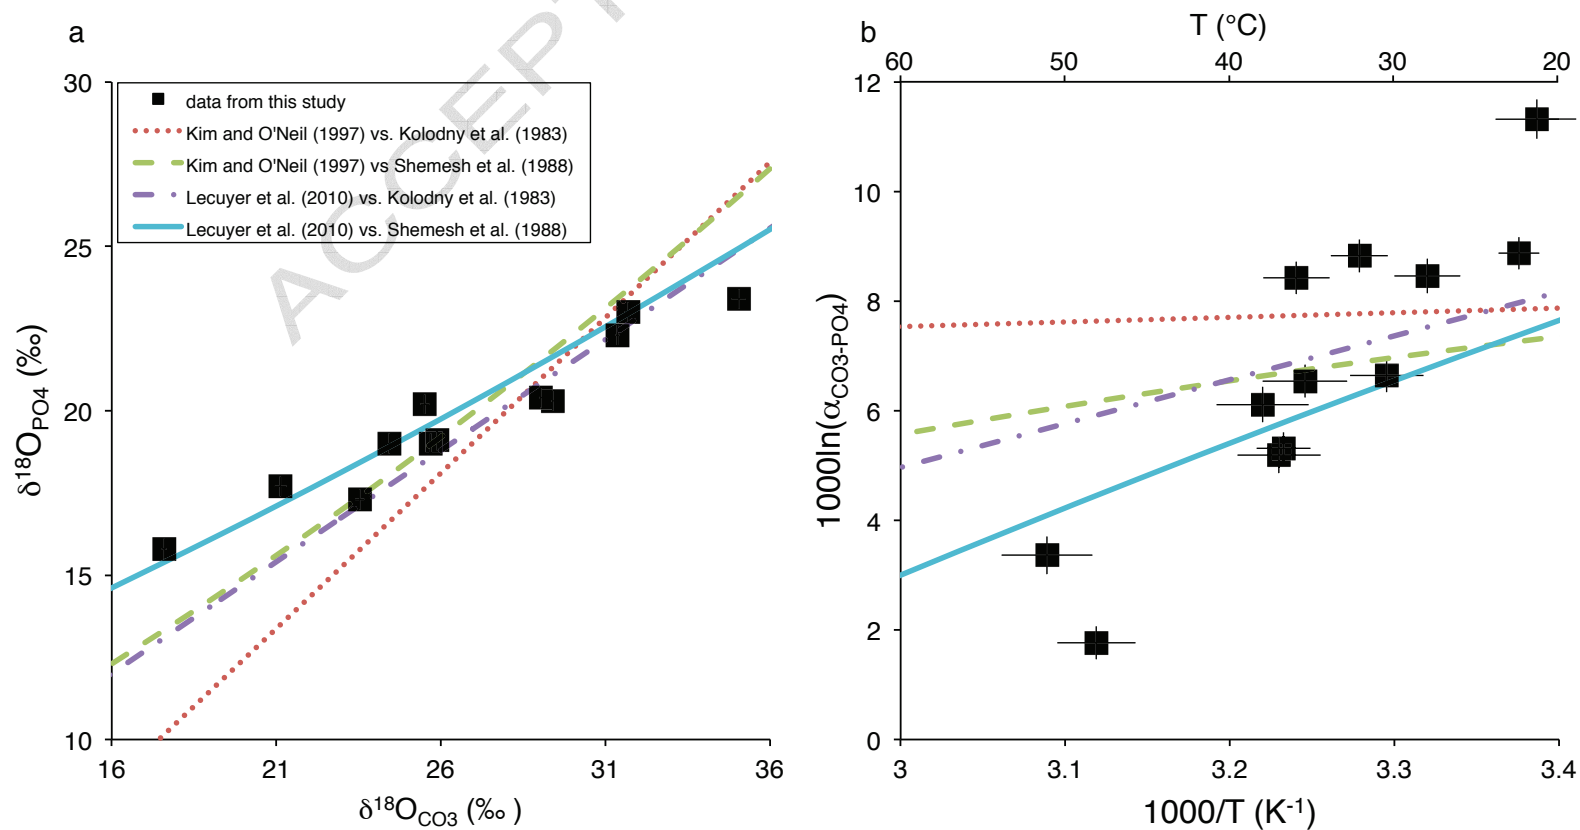 a
30
25
20
15
10
δ18OPO4 (‰)
data from this study
Kim and O'Neil (1997) vs. Kolodny et al. (1983)
Kim and O'Neil (1997) vs Shemesh et al. (1988)
Lecuyer et al. (2010) vs. Kolodny et al. (1983)
Lecuyer et al. (2010) vs. Shemesh et al. (1988)
ACCEPT
16 21 26 31 36
δ18OCO3 (‰)
b
T (°C)
60 50 40 30 20
12
10
8
6
4
2
0
1000ln(αCO3-PO4)
3 3.1 3.2 3.3 3.4
1000/T (K-1)